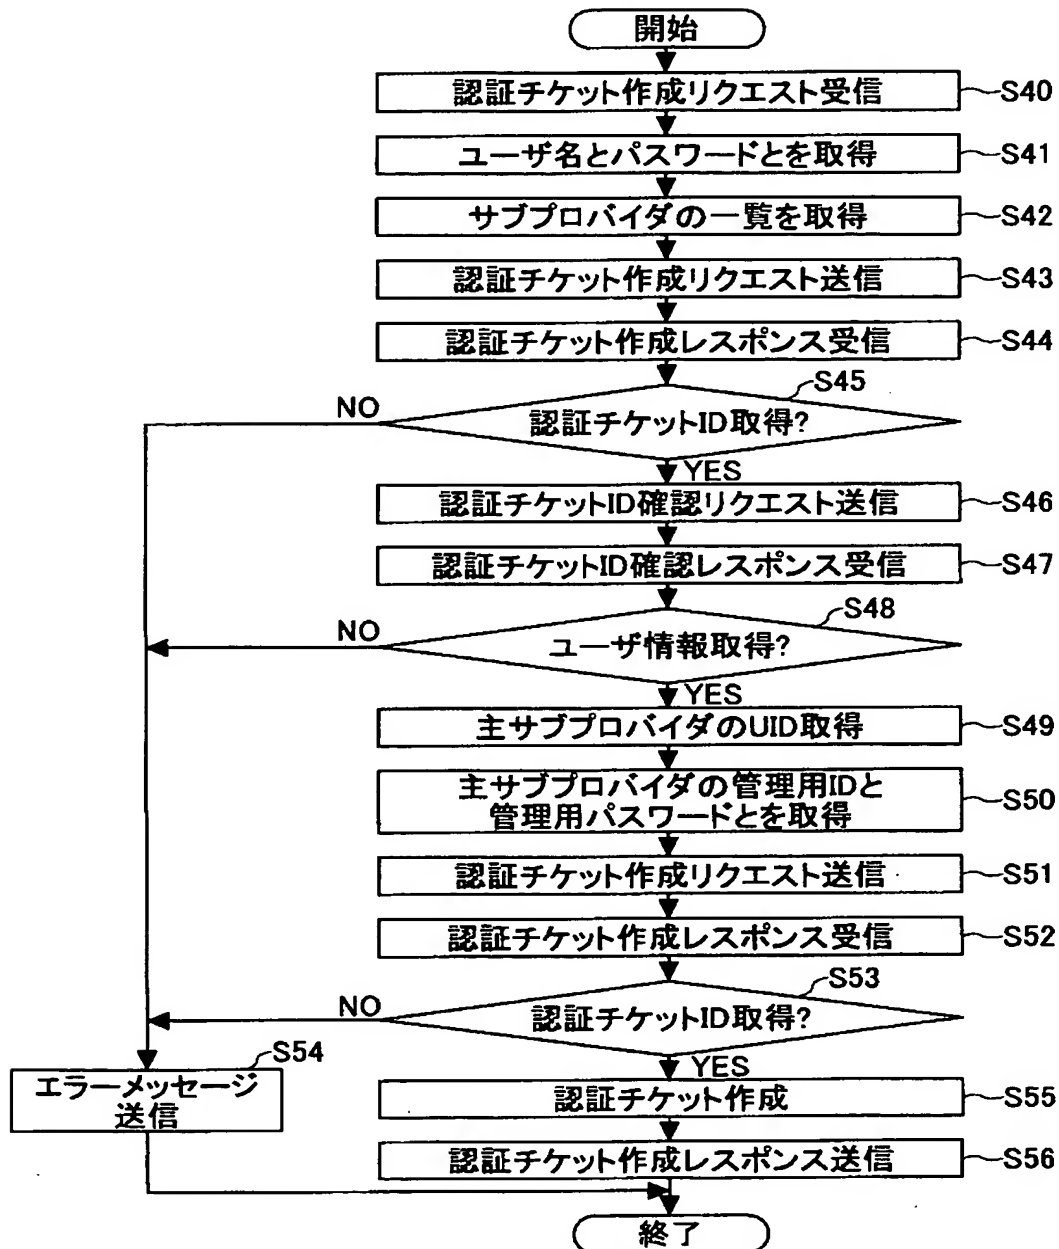 開始
認証チケット作成リクエスト受信 S40
ユーザ名とパスワードとを取得 S41
サブプロバイダの一覧を取得 S42
認証チケット作成リクエスト送信 S43
認証チケット作成レスポンス受信 S44
S45
NO 認証チケットID取得?
YES
認証チケットID確認リクエスト送信 S46
認証チケットID確認レスポンス受信 S47
S48
NO ユーザ情報取得?
YES
主サブプロバイダのUID取得 S49
主サブプロバイダの管理用IDと
管理用パスワードとを取得 S50
認証チケット作成リクエスト送信 S51
認証チケット作成レスポンス受信 S52
S53
NO 認証チケットID取得?
YES
S54
エラーメッセージ
送信
認証チケット作成 S55
認証チケット作成レスポンス送信 S56
終了